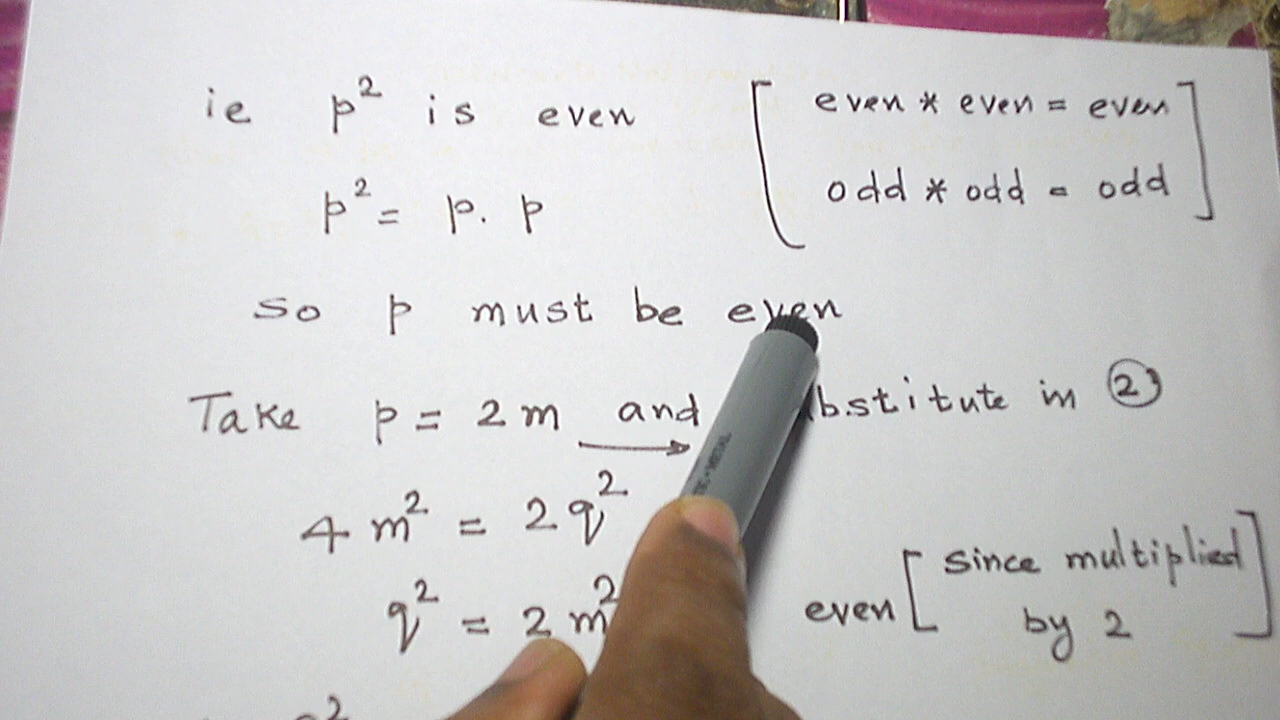 ie p² is even [ even * even = even
odd * odd = odd ]
p² = p. p
so p must be even
Take p = 2m and bstitute in ②
4m² = 2q²
q² = 2m² even [ since multiplied
by 2 ]